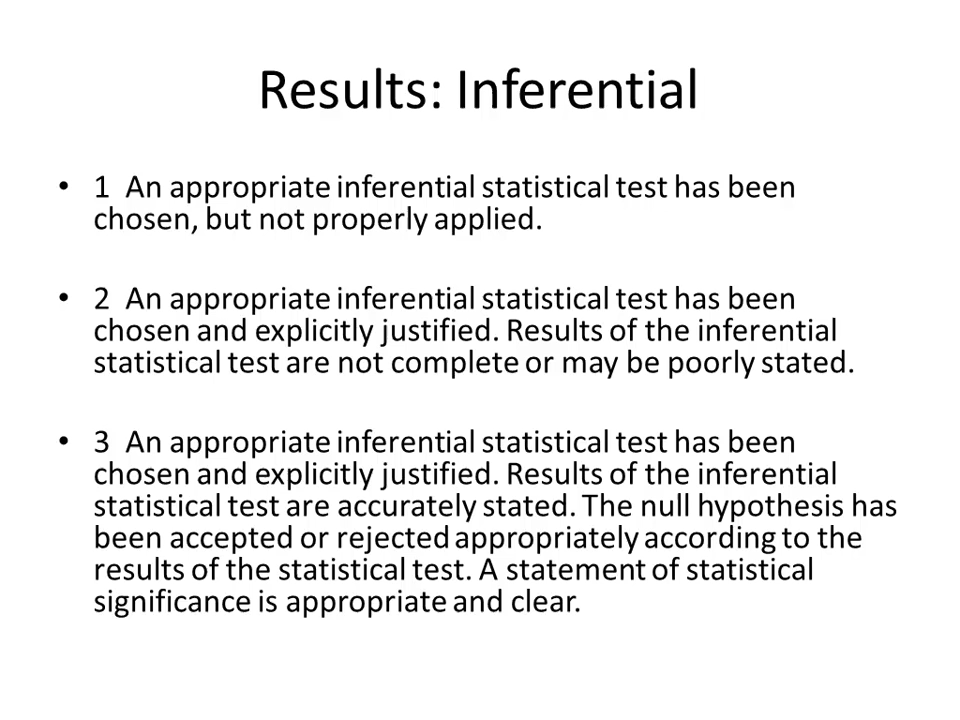 Results: Inferential
• 1  An appropriate inferential statistical test has been
chosen, but not properly applied.
• 2  An appropriate inferential statistical test has been
chosen and explicitly justified. Results of the inferential
statistical test are not complete or may be poorly stated.
• 3  An appropriate inferential statistical test has been
chosen and explicitly justified. Results of the inferential
statistical test are accurately stated. The null hypothesis has
been accepted or rejected appropriately according to the
results of the statistical test. A statement of statistical
significance is appropriate and clear.